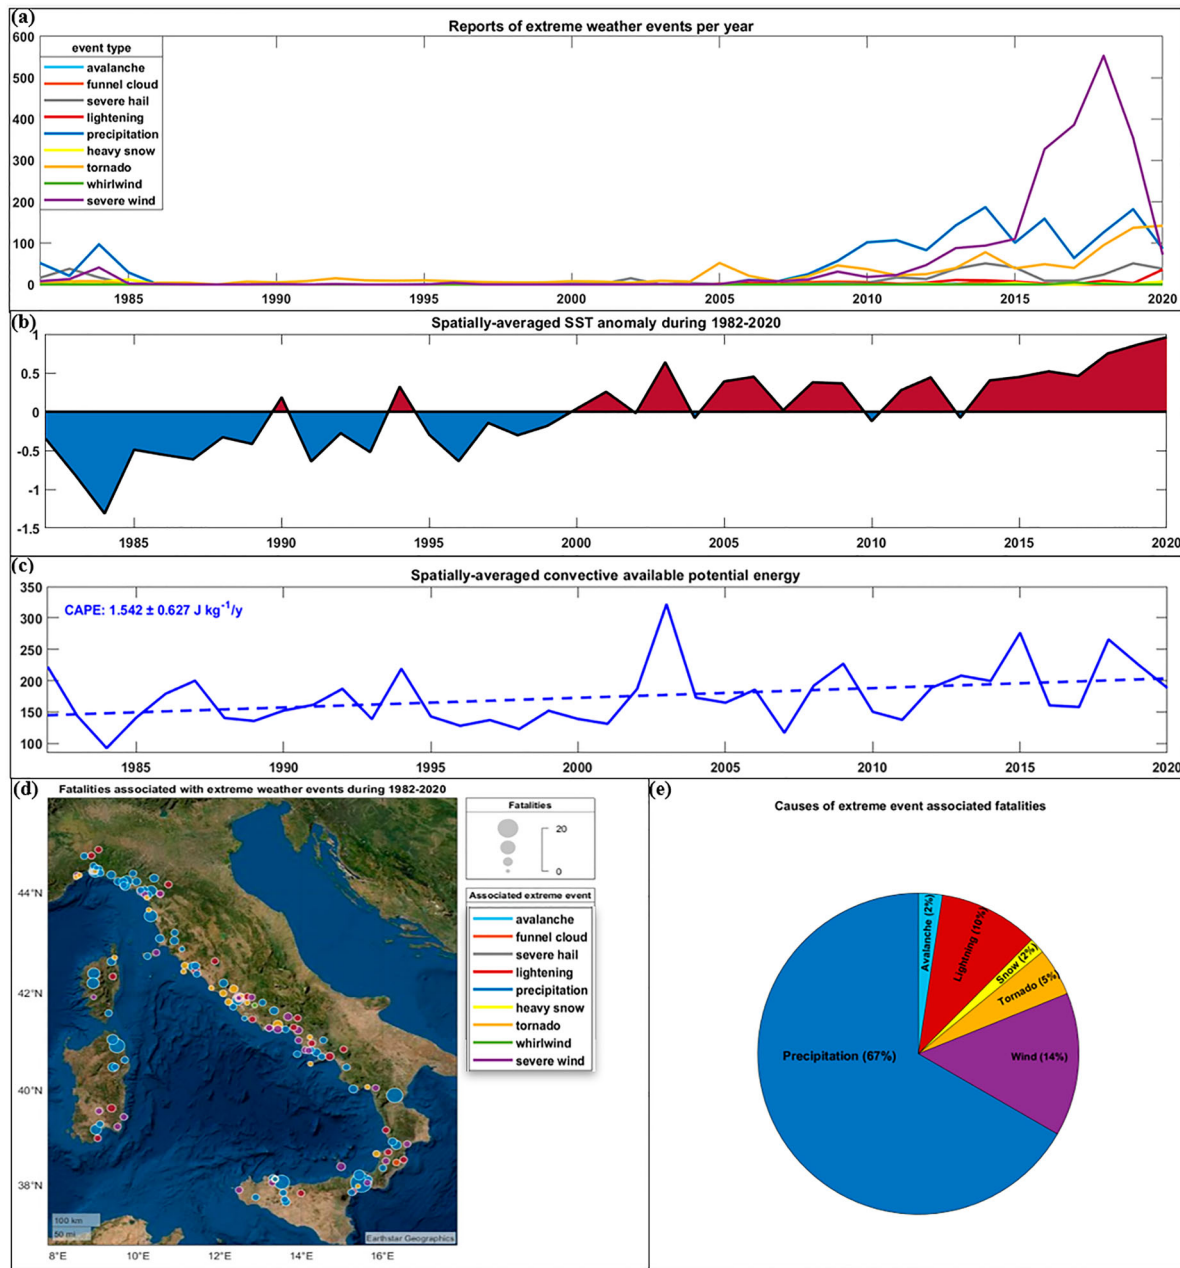 (a)
Reports of extreme weather events per year
600
500
400
300
200
100
0
event type
avalanche
funnel cloud
severe hail
lightening
precipitation
heavy snow
tornado
whirlwind
severe wind
1985 1990 1995 2000 2005 2010 2015 2020
(b)
Spatially-averaged SST anomaly during 1982-2020
1
0.5
0
-0.5
-1
-1.5
1985 1990 1995 2000 2005 2010 2015 2020
(c)
Spatially-averaged convective available potential energy
350
300
250
200
150
100
CAPE: 1.542 ± 0.627 J kg⁻¹/y
1985 1990 1995 2000 2005 2010 2015 2020
(d)
Fatalities associated with extreme weather events during 1982-2020
44°N
42°N
40°N
38°N
100 km
50 mi
Earthstar Geographics
8°E 10°E 12°E 14°E 16°E
Fatalities
20
0
Associated extreme event
avalanche
funnel cloud
severe hail
lightening
precipitation
heavy snow
tornado
whirlwind
severe wind
(e)
Causes of extreme event associated fatalities
Avalanche (2%)
Lightning (10%)
Snow (2%)
Tornado (5%)
Wind (14%)
Precipitation (67%)